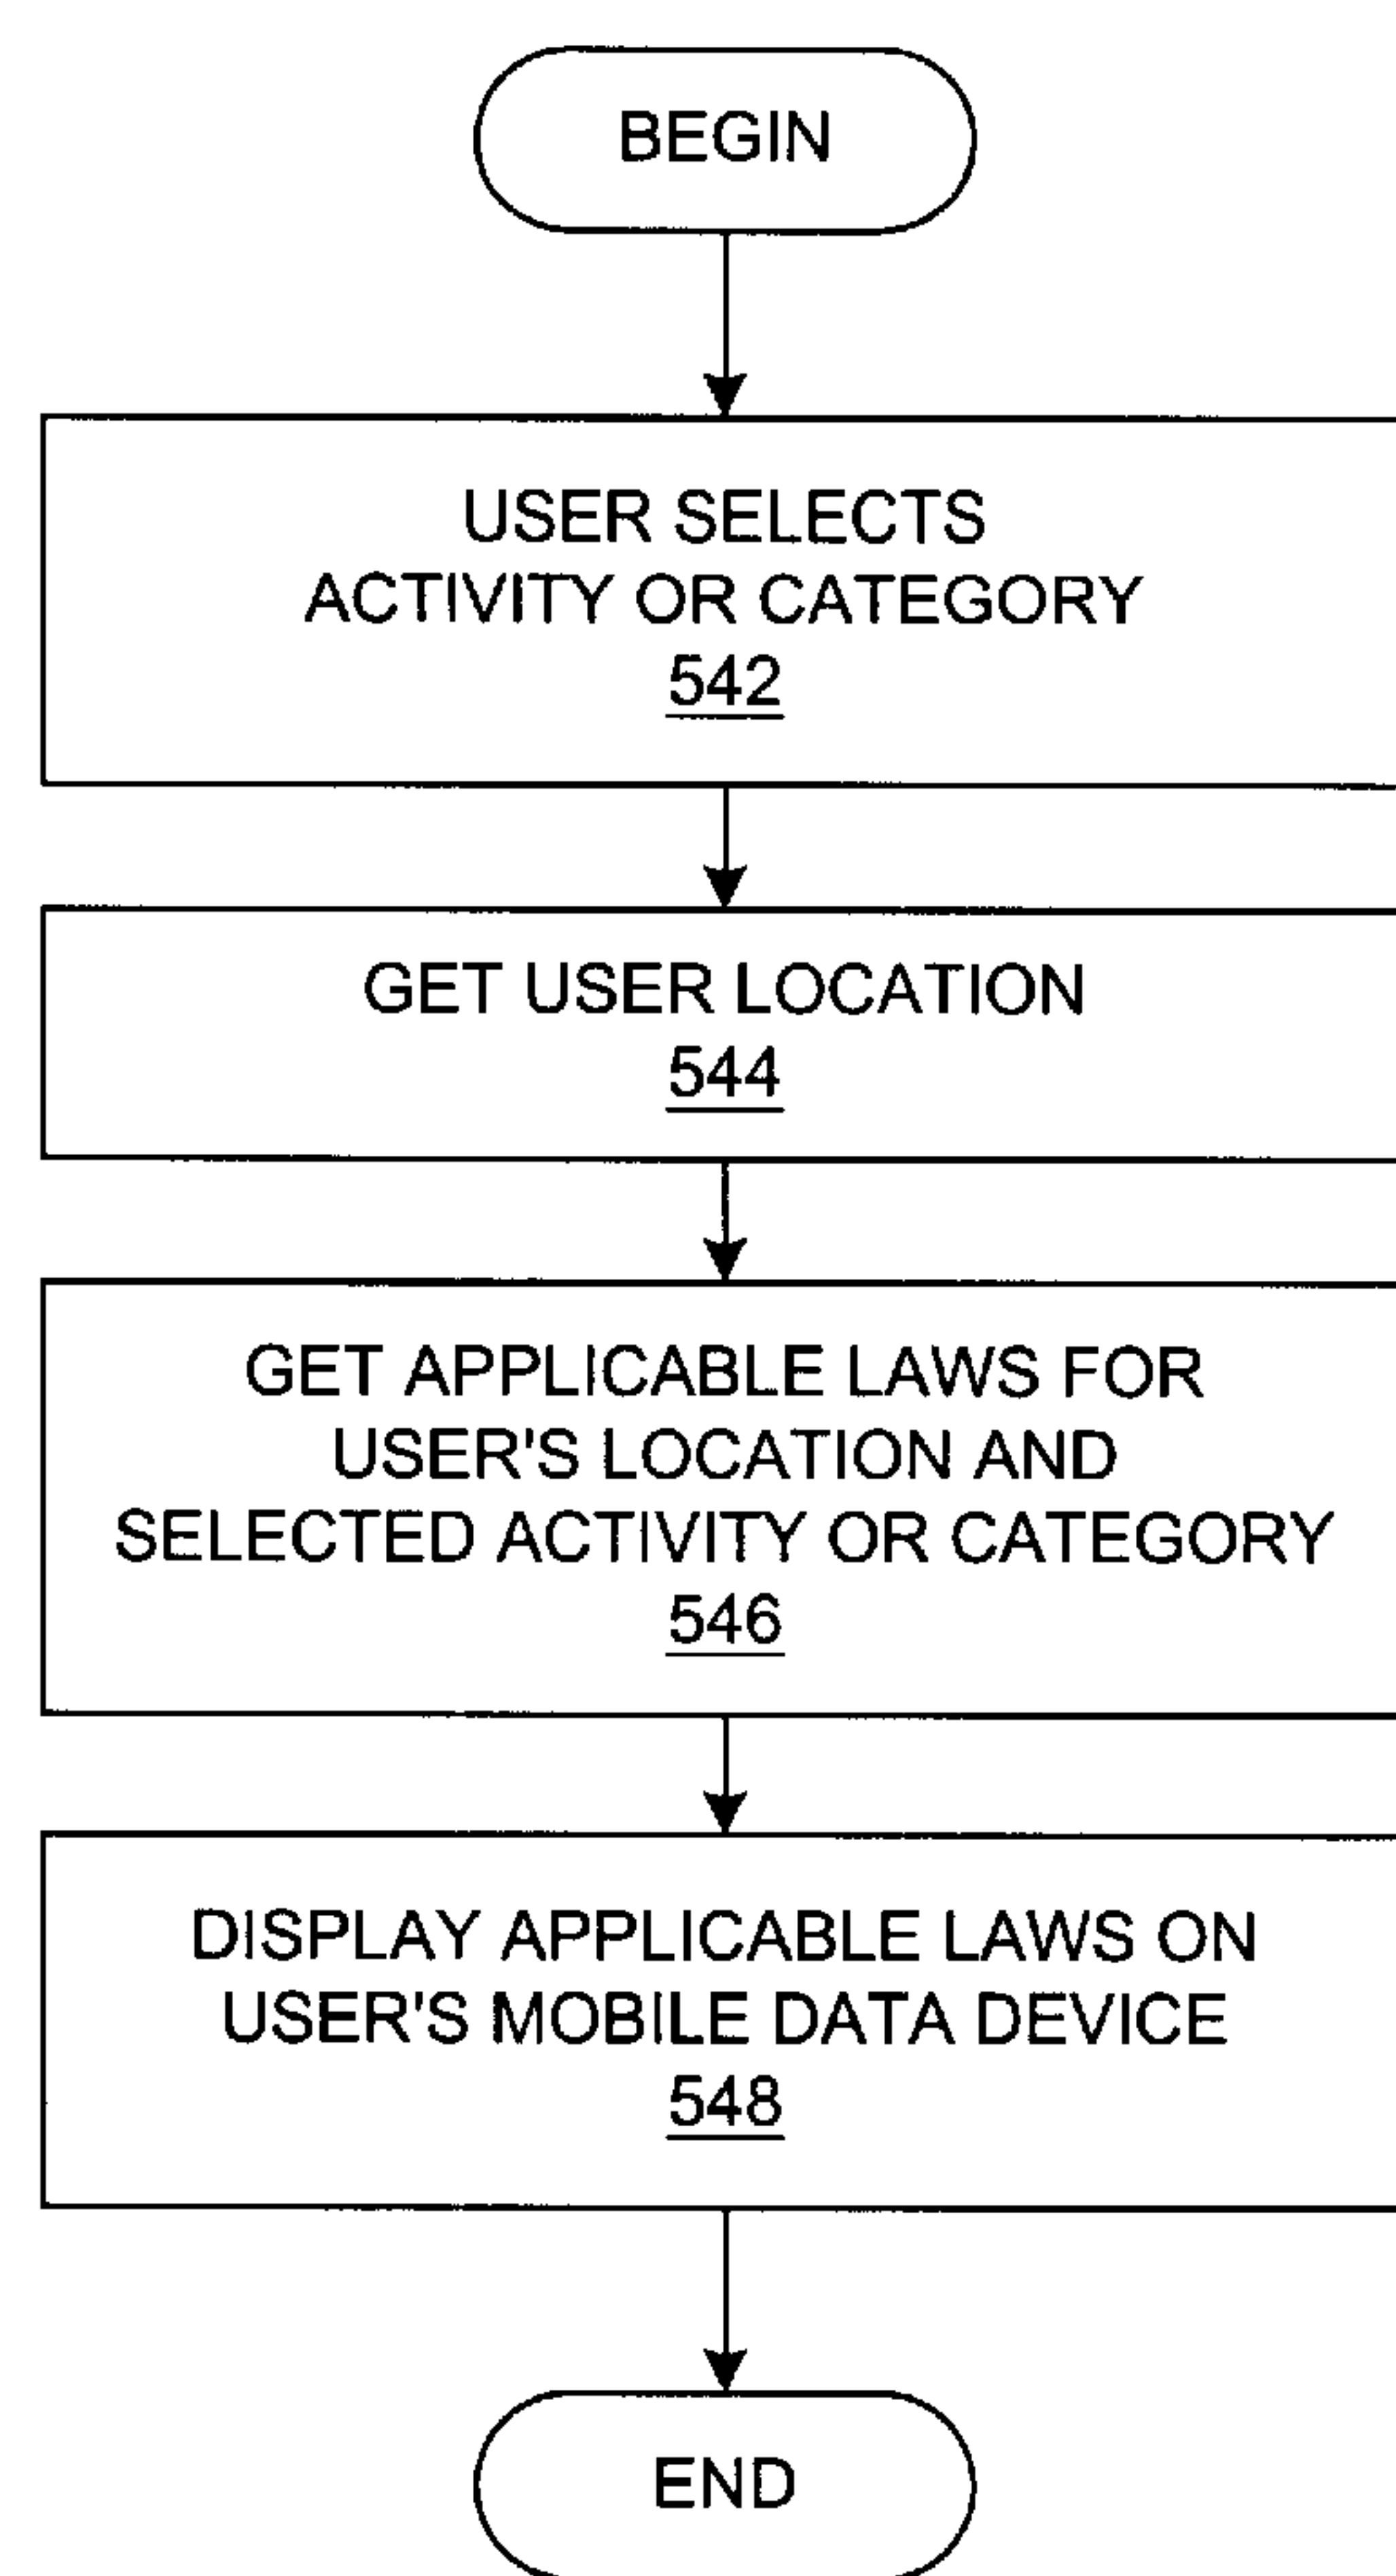 BEGIN
USER SELECTS
ACTIVITY OR CATEGORY
542
GET USER LOCATION
544
GET APPLICABLE LAWS FOR
USER'S LOCATION AND
SELECTED ACTIVITY OR CATEGORY
546
DISPLAY APPLICABLE LAWS ON
USER'S MOBILE DATA DEVICE
548
END